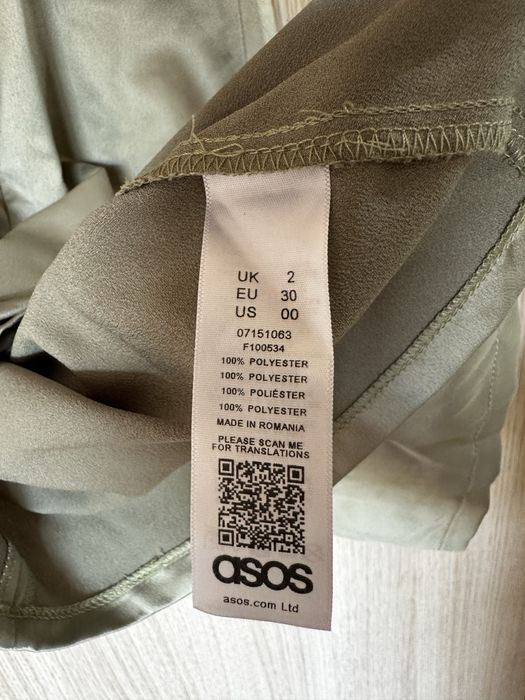 UK 2
EU 30
US 00
07151063
F100534
100% POLYESTER
100% POLYESTER
100% POLIÉSTER
100% POLYESTER
MADE IN ROMANIA
PLEASE SCAN ME
FOR TRANSLATIONS
asos
asos.com Ltd